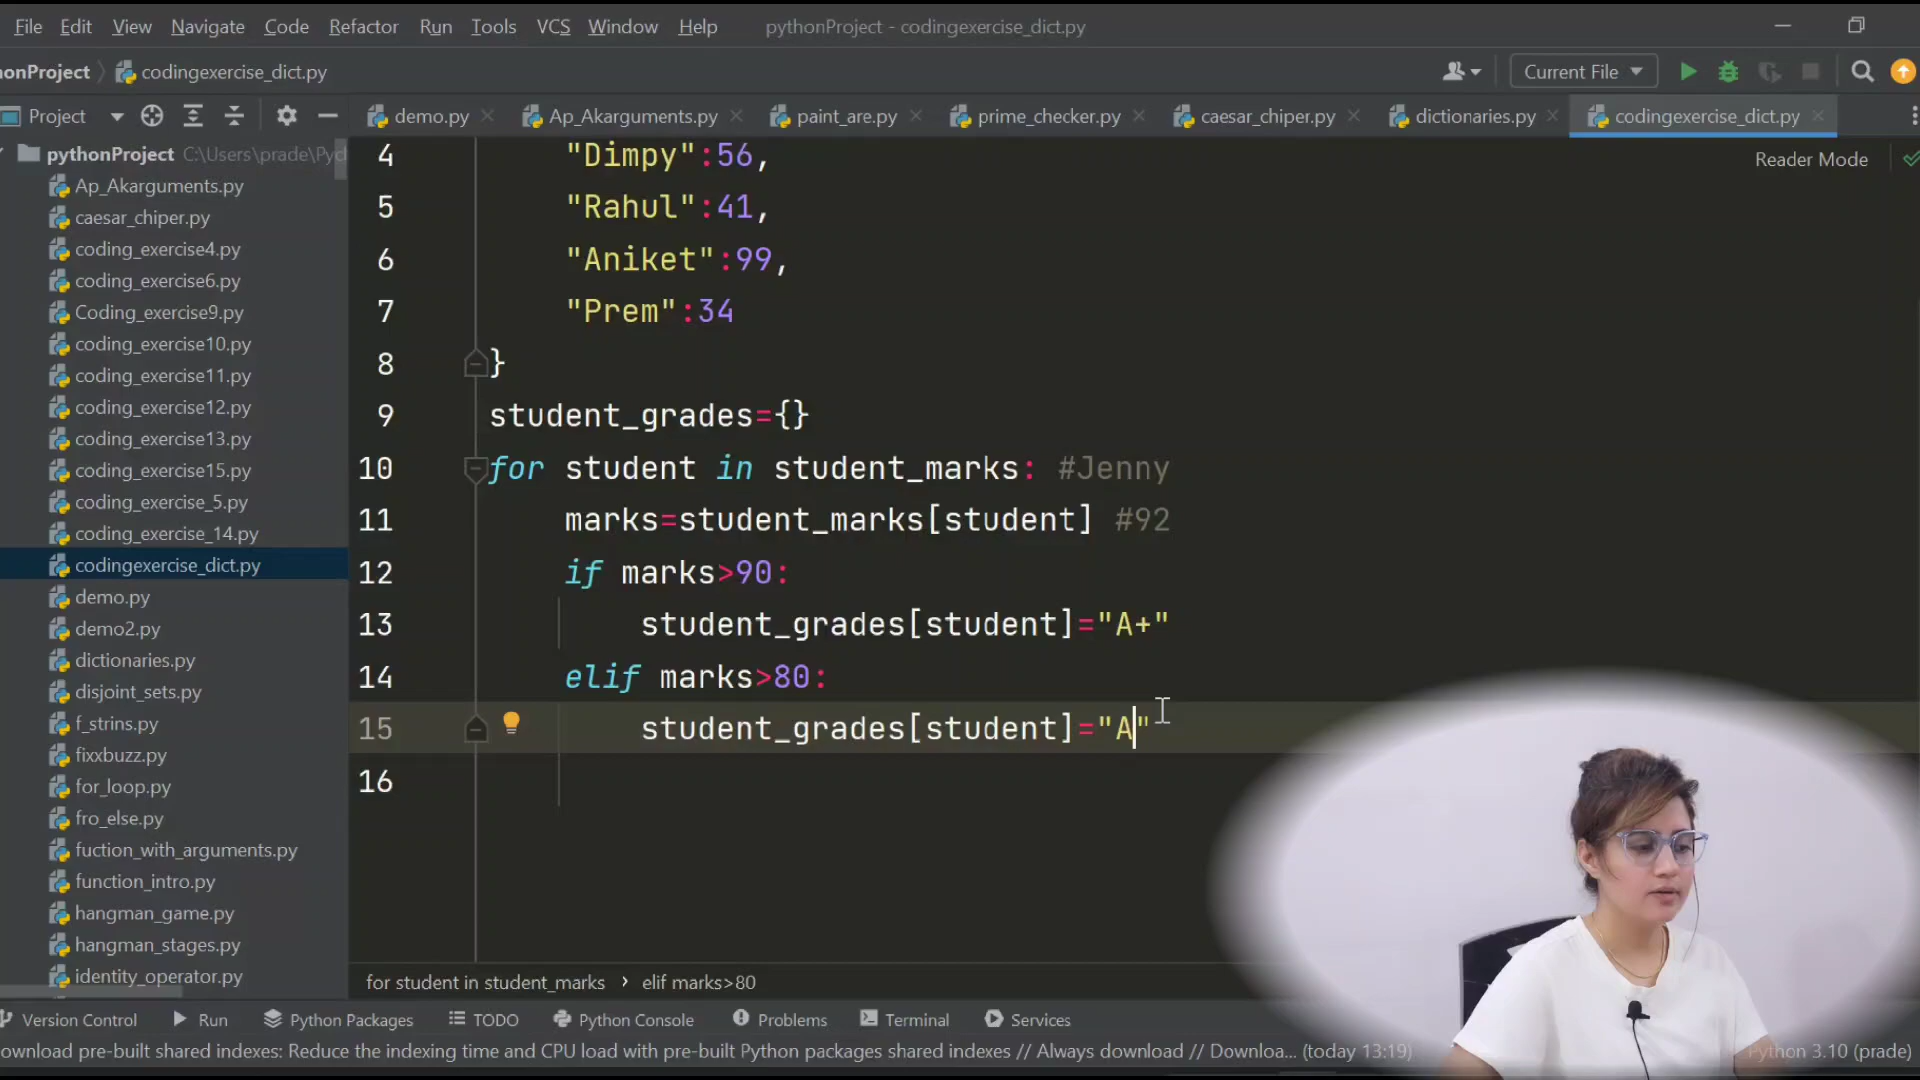 File Edit View Navigate Code Refactor Run Tools VCS Window Help pythonProject - codingexercise_dict.py
honProject codingexercise_dict.py Current File
Project demo.py Ap_Akarguments.py paint_are.py prime_checker.py caesar_chiper.py dictionaries.py codingexercise_dict.py
Reader Mode
pythonProject C:\Users\prade\Pych
Ap_Akarguments.py
caesar_chiper.py
coding_exercise4.py
coding_exercise6.py
Coding_exercise9.py
coding_exercise10.py
coding_exercise11.py
coding_exercise12.py
coding_exercise13.py
coding_exercise15.py
coding_exercise_5.py
coding_exercise_14.py
codingexercise_dict.py
demo.py
demo2.py
dictionaries.py
disjoint_sets.py
f_strins.py
fixxbuzz.py
for_loop.py
fro_else.py
fuction_with_arguments.py
function_intro.py
hangman_game.py
hangman_stages.py
identity_operator.py
4 "Dimpy":56,
5 "Rahul":41,
6 "Aniket":99,
7 "Prem":34
8 }
9 student_grades={}
10 for student in student_marks: #Jenny
11 marks=student_marks[student] #92
12 if marks>90:
13 student_grades[student]="A+"
14 elif marks>80:
15 student_grades[student]="A"
16
for student in student_marks › elif marks>80
Version Control Run Python Packages TODO Python Console Problems Terminal Services
ownload pre-built shared indexes: Reduce the indexing time and CPU load with pre-built Python packages shared indexes // Always download // Downloa... (today 13:19) Python 3.10 (prade)